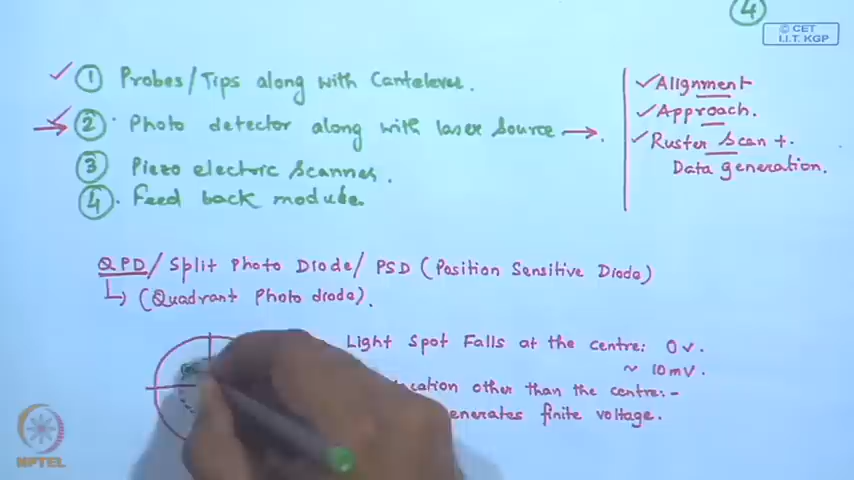 4
© CET
I.I.T. KGP
✓ 1 Probes/Tips along with Cantelever.
→ ✓ 2. Photo detector along with laser source →.
3 Piezo electric Scanner.
4. Feed back module.
✓ Alignment
✓ Approach.
✓ Ruster Scan +.
Data generation.
QPD/ Split Photo Diode/ PSD (Position Sensitive Diode)
↳ (Quadrant Photo diode).
Light Spot Falls at the centre: 0 v.
~ 10 mV.
other than the centre:-
generates finite voltage.
NPTEL